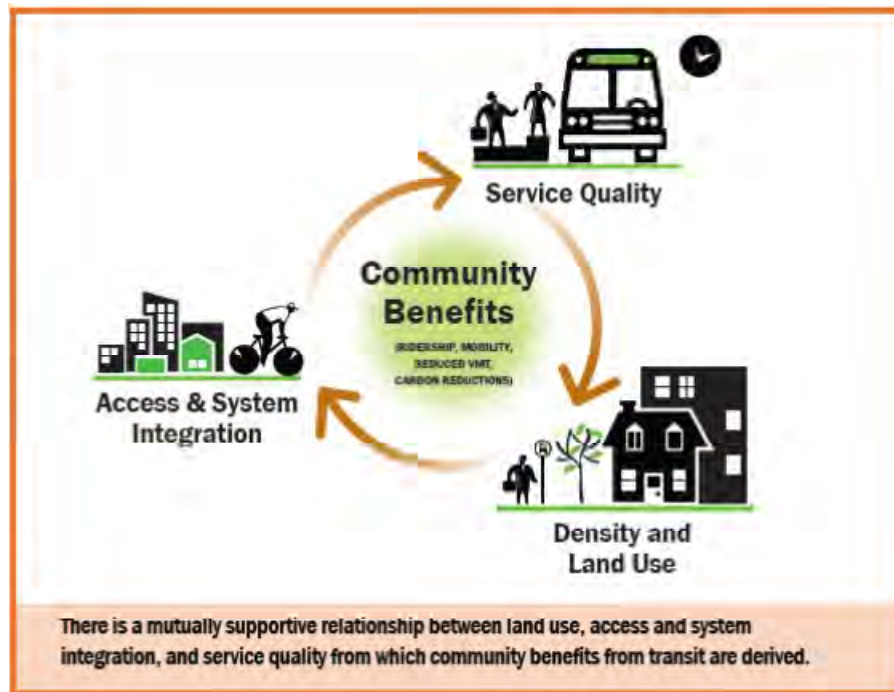 Service Quality
Community
Benefits
(RIDERSHIP, MOBILITY,
REDUCED VMT,
CARBON REDUCTIONS)
Access & System
Integration
Density and
Land Use
There is a mutually supportive relationship between land use, access and system
integration, and service quality from which community benefits from transit are derived.